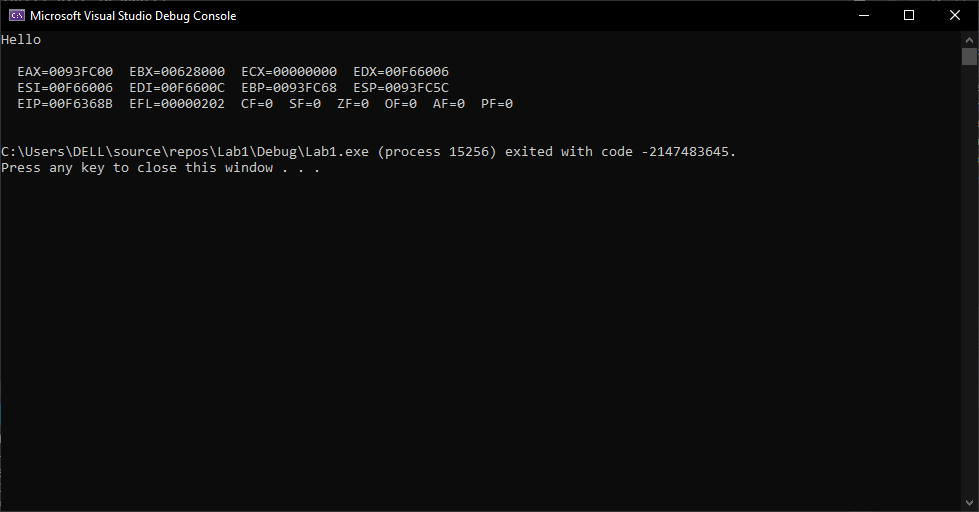 Microsoft Visual Studio Debug Console
Hello
EAX=0093FC00  EBX=00628000  ECX=00000000  EDX=00F66006
ESI=00F66006  EDI=00F6600C  EBP=0093FC68  ESP=0093FC5C
EIP=00F6368B  EFL=00000202  CF=0  SF=0  ZF=0  OF=0  AF=0  PF=0
C:\Users\DELL\source\repos\Lab1\Debug\Lab1.exe (process 15256) exited with code -2147483645.
Press any key to close this window . . .